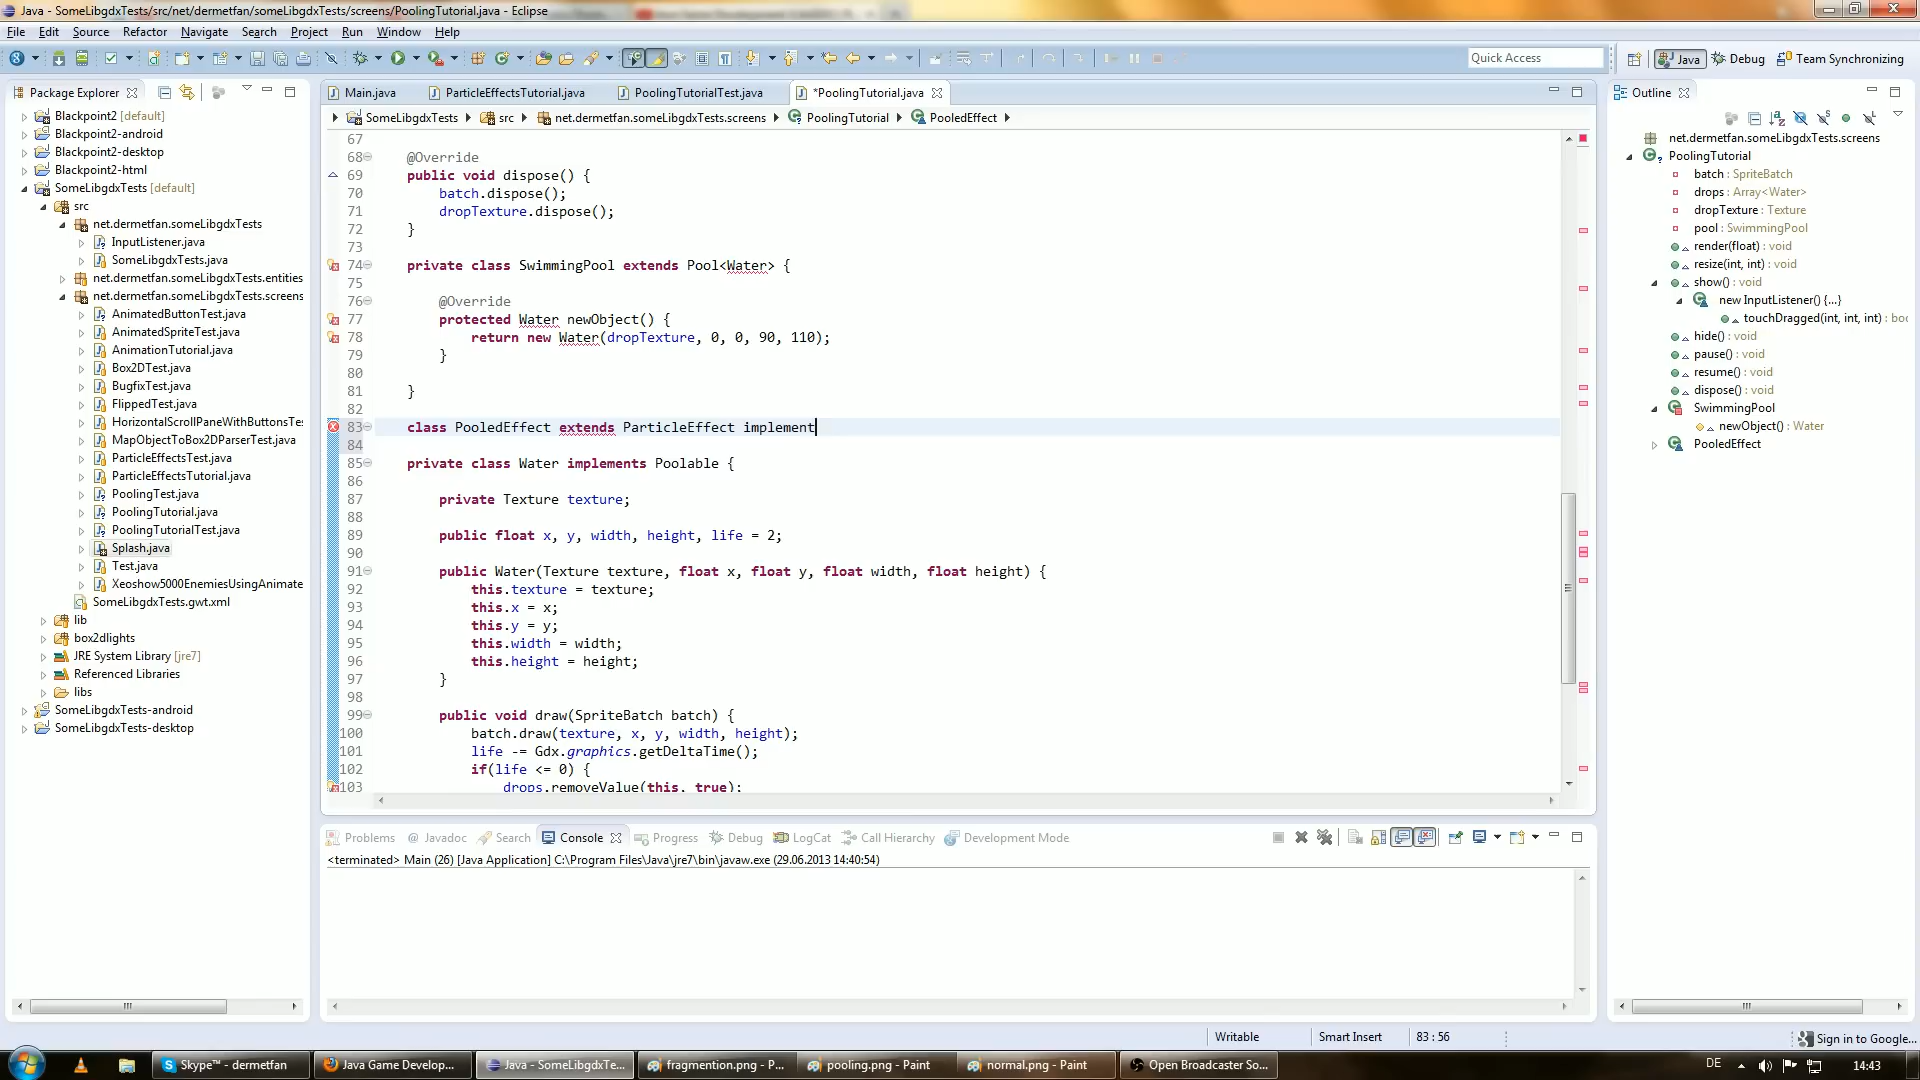 Java - SomeLibgdxTests/src/net/dermetfan/someLibgdxTests/screens/PoolingTutorial.java - Eclipse
File Edit Source Refactor Navigate Search Project Run Window Help
Quick Access
Java
Debug
Team Synchronizing
Package Explorer
Blackpoint2 [default]
Blackpoint2-android
Blackpoint2-desktop
Blackpoint2-html
SomeLibgdxTests [default]
src
net.dermetfan.someLibgdxTests
InputListener.java
SomeLibgdxTests.java
net.dermetfan.someLibgdxTests.entities
net.dermetfan.someLibgdxTests.screens
AnimatedButtonTest.java
AnimatedSpriteTest.java
AnimationTutorial.java
Box2DTest.java
BugfixTest.java
FlippedTest.java
HorizontalScrollPaneWithButtonsTe
MapObjectToBox2DParserTest.java
ParticleEffectsTest.java
ParticleEffectsTutorial.java
PoolingTest.java
PoolingTutorial.java
PoolingTutorialTest.java
Splash.java
Test.java
Xeoshow5000EnemiesUsingAnimate
SomeLibgdxTests.gwt.xml
lib
box2dlights
JRE System Library [jre7]
Referenced Libraries
libs
SomeLibgdxTests-android
SomeLibgdxTests-desktop
Main.java
ParticleEffectsTutorial.java
PoolingTutorialTest.java
*PoolingTutorial.java
SomeLibgdxTests src net.dermetfan.someLibgdxTests.screens PoolingTutorial PooledEffect
67
68 @Override
69 public void dispose() {
70 batch.dispose();
71 dropTexture.dispose();
72 }
73
74 private class SwimmingPool extends Pool<Water> {
75
76 @Override
77 protected Water newObject() {
78 return new Water(dropTexture, 0, 0, 90, 110);
79 }
80
81 }
82
83 class PooledEffect extends ParticleEffect implement
84
85 private class Water implements Poolable {
86
87 private Texture texture;
88
89 public float x, y, width, height, life = 2;
90
91 public Water(Texture texture, float x, float y, float width, float height) {
92 this.texture = texture;
93 this.x = x;
94 this.y = y;
95 this.width = width;
96 this.height = height;
97 }
98
99 public void draw(SpriteBatch batch) {
100 batch.draw(texture, x, y, width, height);
101 life -= Gdx.graphics.getDeltaTime();
102 if(life <= 0) {
103 drops.removeValue(this, true);
Outline
net.dermetfan.someLibgdxTests.screens
PoolingTutorial
batch : SpriteBatch
drops : Array<Water>
dropTexture : Texture
pool : SwimmingPool
render(float) : void
resize(int, int) : void
show() : void
new InputListener() {...}
touchDragged(int, int, int) : boo
hide() : void
pause() : void
resume() : void
dispose() : void
SwimmingPool
newObject() : Water
PooledEffect
Problems
@ Javadoc
Search
Console
Progress
Debug
LogCat
Call Hierarchy
Development Mode
<terminated> Main (26) [Java Application] C:\Program Files\Java\jre7\bin\javaw.exe (29.06.2013 14:40:54)
Writable
Smart Insert
83 : 56
Sign in to Google...
Skype™ - dermetfan
Java Game Develop...
Java - SomeLibgdxTe...
fragmention.png - P...
pooling.png - Paint
normal.png - Paint
Open Broadcaster So...
DE
14:43